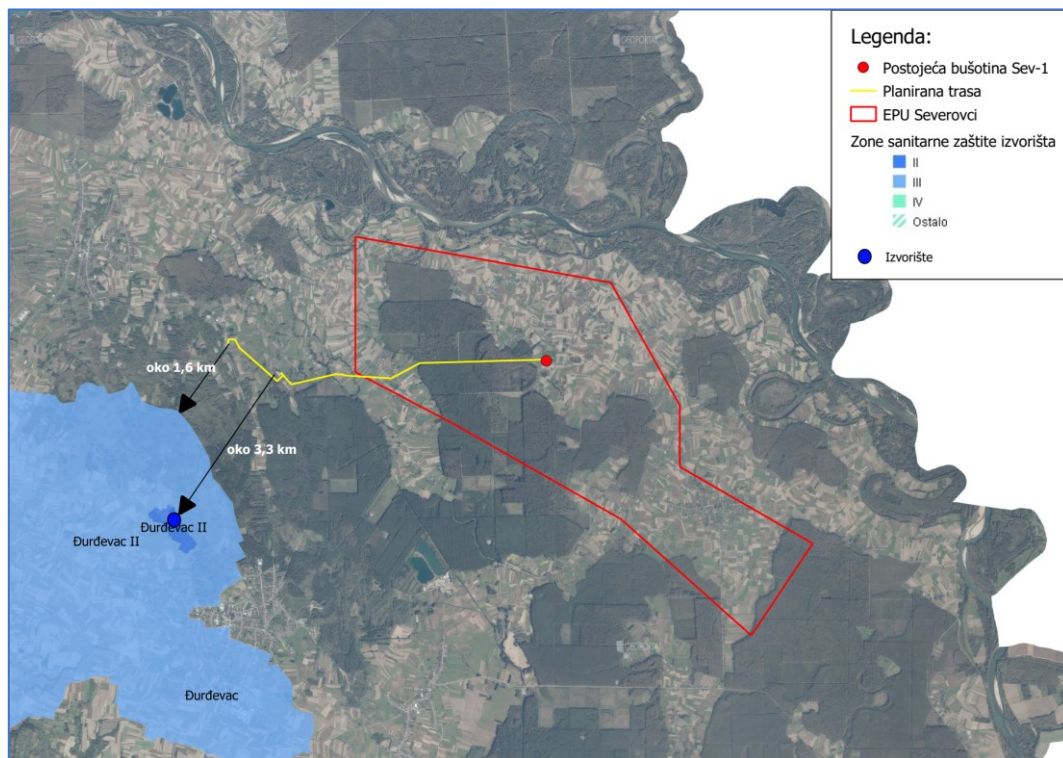 Legenda:
Postojeća bušotina Sev-1
Planirana trasa
EPU Severovci
Zone sanitarne zaštite izvorišta
II
III
IV
Ostalo
Izvorište
oko 1,6 km
oko 3,3 km
Đurđevac II
Đurđevac II
Đurđevac